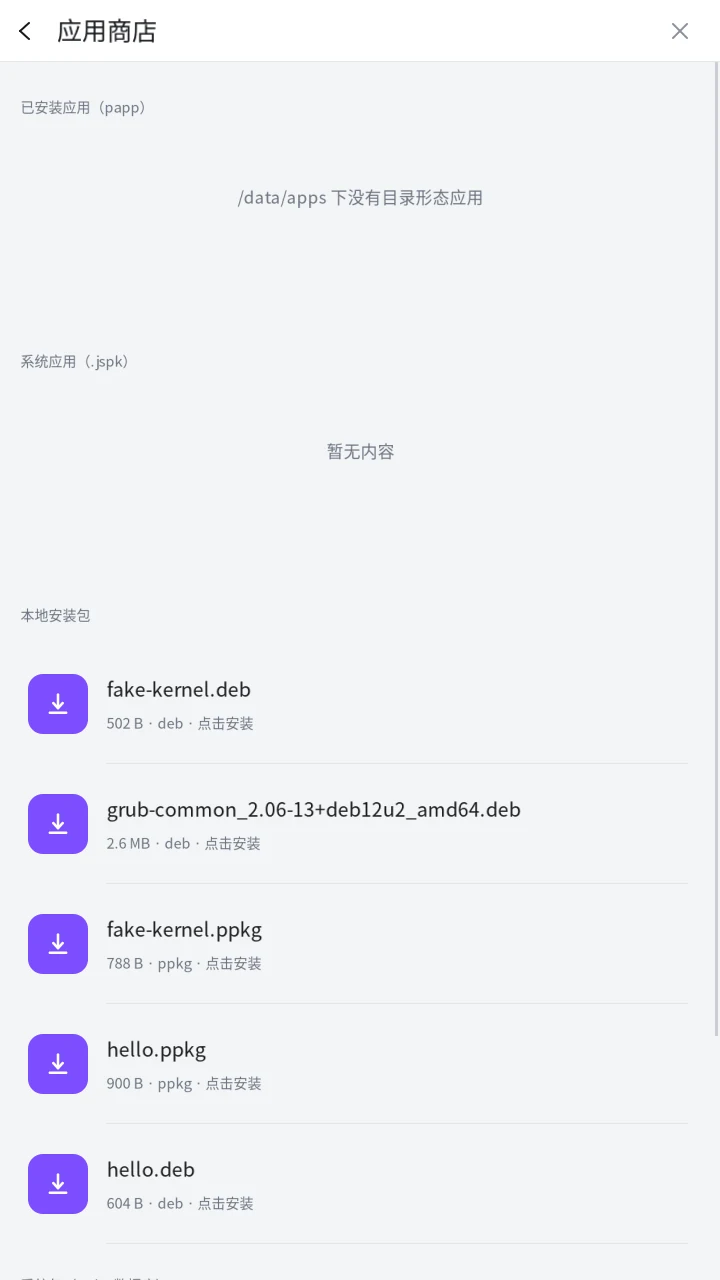 应用商店
已安装应用（papp）
/data/apps 下没有目录形态应用
系统应用（.jspk）
暂无内容
本地安装包
fake-kernel.deb
502 B · deb · 点击安装
grub-common_2.06-13+deb12u2_amd64.deb
2.6 MB · deb · 点击安装
fake-kernel.ppkg
788 B · ppkg · 点击安装
hello.ppkg
900 B · ppkg · 点击安装
hello.deb
604 B · deb · 点击安装